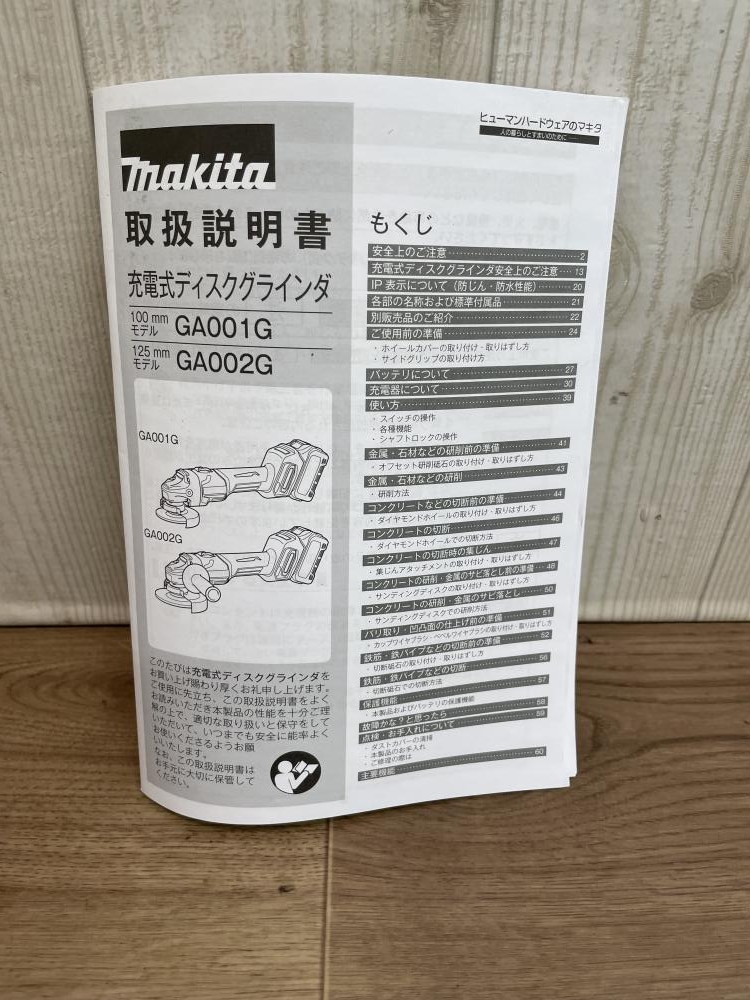 makita
取扱説明書
充電式ディスクグラインダ
100 mm モデル GA001G
125 mm モデル GA002G
GA001G
GA002G
このたびは充電式ディスクグラインダを
お買い上げ賜わり厚くお礼申し上げます。
ご使用に先立ち、この取扱説明書をよく
お読みいただき本製品の性能を十分ご理
解の上で、適切な取り扱いと保守をして
いただいて、いつまでも安全に能率よく
お使いくださるようお願
いいたします。
なお、この取扱説明書は
お手元に大切に保管して
ください。
ヒューマンハードウェアのマキタ
人の暮らしとすまいのために
もくじ
安全上のご注意 2
充電式ディスクグラインダ安全上のご注意 13
IP 表示について（防じん・防水性能） 20
各部の名称および標準付属品 21
別販売品のご紹介 22
ご使用前の準備 24
・ホイールカバーの取り付け・取りはずし方
・サイドグリップの取り付け方
バッテリについて 27
充電器について 30
使い方 39
・スイッチの操作
・各種機能
・シャフトロックの操作
金属・石材などの研削前の準備 41
・オフセット研削砥石の取り付け・取りはずし方
金属・石材などの研削 43
・研削方法
コンクリートなどの切断前の準備 44
・ダイヤモンドホイールの取り付け・取りはずし方
コンクリートの切断 46
・ダイヤモンドホイールでの切断方法
コンクリートの切断時の集じん 47
・集じんアタッチメントの取り付け・取りはずし方
コンクリートの研削・金属のサビ落とし前の準備 48
・サンディングディスクの取り付け・取りはずし方
コンクリートの研削・金属のサビ落とし 50
・サンディングディスクでの研削方法
バリ取り・凹凸面の仕上げ前の準備 51
・カップワイヤブラシ・ベベルワイヤブラシの取り付け・取りはずし方
鉄筋・鉄パイプなどの切断前の準備 52
・切断砥石の取り付け・取りはずし方
鉄筋・鉄パイプなどの切断 56
・切断砥石での切断方法
保護機能 57
・本製品およびバッテリの保護機能
故障かな？と思ったら 58
点検・お手入れについて 59
・ダストカバーの清掃
・本製品のお手入れ
・ご修理の際は
主要機能 60